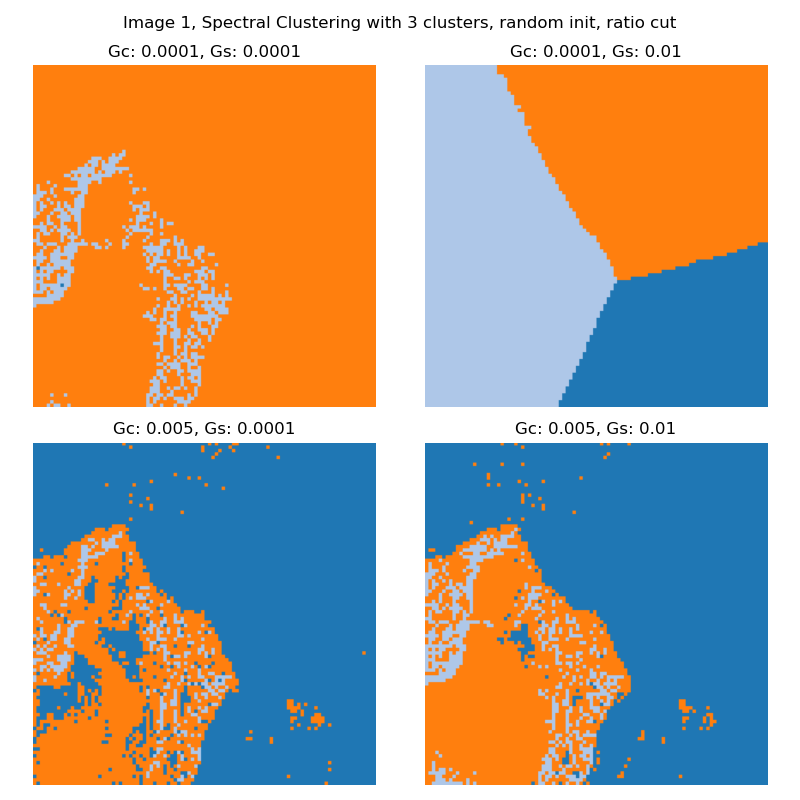 Image 1, Spectral Clustering with 3 clusters, random init, ratio cut
Gc: 0.0001, Gs: 0.0001
Gc: 0.0001, Gs: 0.01
Gc: 0.005, Gs: 0.0001
Gc: 0.005, Gs: 0.01